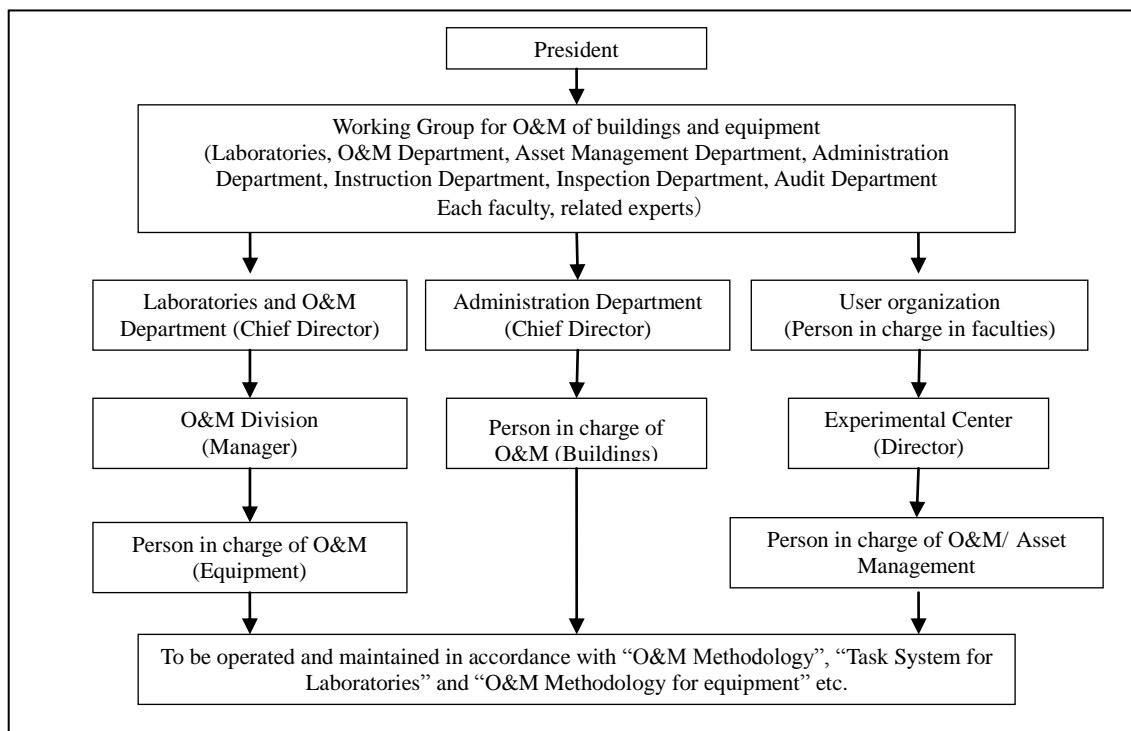 President
Working Group for O&M of buildings and equipment
(Laboratories, O&M Department, Asset Management Department, Administration
Department, Instruction Department, Inspection Department, Audit Department
Each faculty, related experts）
Laboratories and O&M
Department (Chief Director)
Administration Department
(Chief Director)
User organization
(Person in charge in faculties)
O&M Division
(Manager)
Person in charge of
O&M (Buildings)
Experimental Center
(Director)
Person in charge of O&M
(Equipment)
Person in charge of O&M/ Asset
Management
To be operated and maintained in accordance with “O&M Methodology”, “Task System for
Laboratories” and “O&M Methodology for equipment” etc.